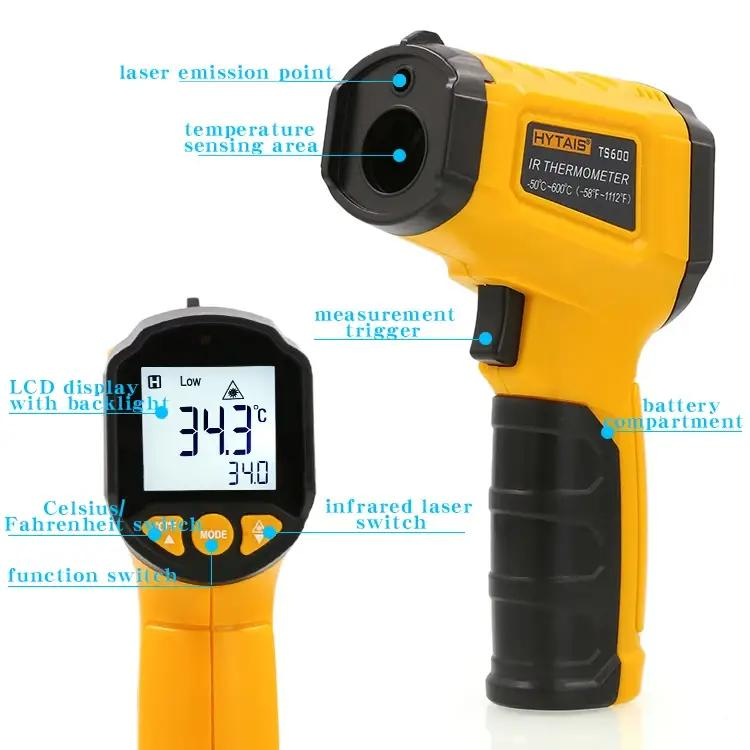 laser emission point
temperature
sensing area
HYTAIS TS600
IR THERMOMETER
-50°C~600°C (-58°F~1112°F)
measurement
trigger
LCD display
with backlight
H Low
34.3°C
34.0
battery
compartment
Celsius/
Fahrenheit switch
infrared laser
switch
MODE
function switch